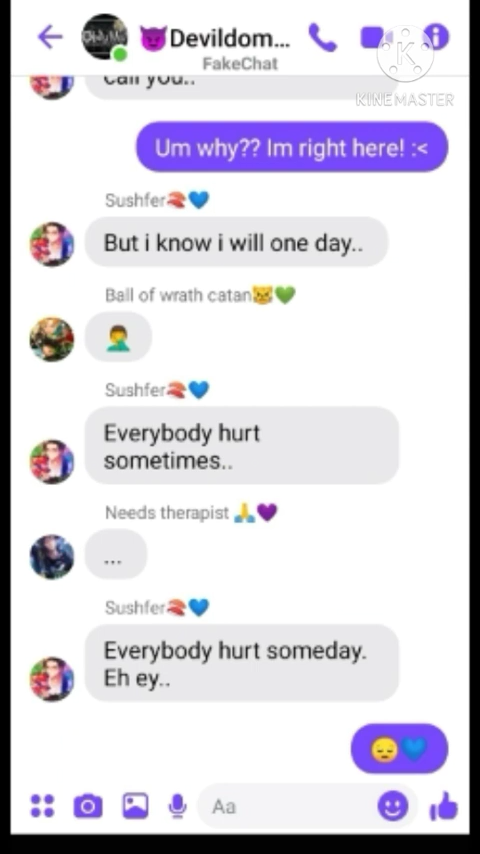 😈Devildom...
FakeChat
KINEMASTER
call you..
Um why?? Im right here! :<
Sushfer🍣💙
But i know i will one day..
Ball of wrath catan😼💚
🤦‍♂️
Sushfer🍣💙
Everybody hurt
sometimes..
Needs therapist 🙏💜
...
Sushfer🍣💙
Everybody hurt someday.
Eh ey..
😔💙
Aa